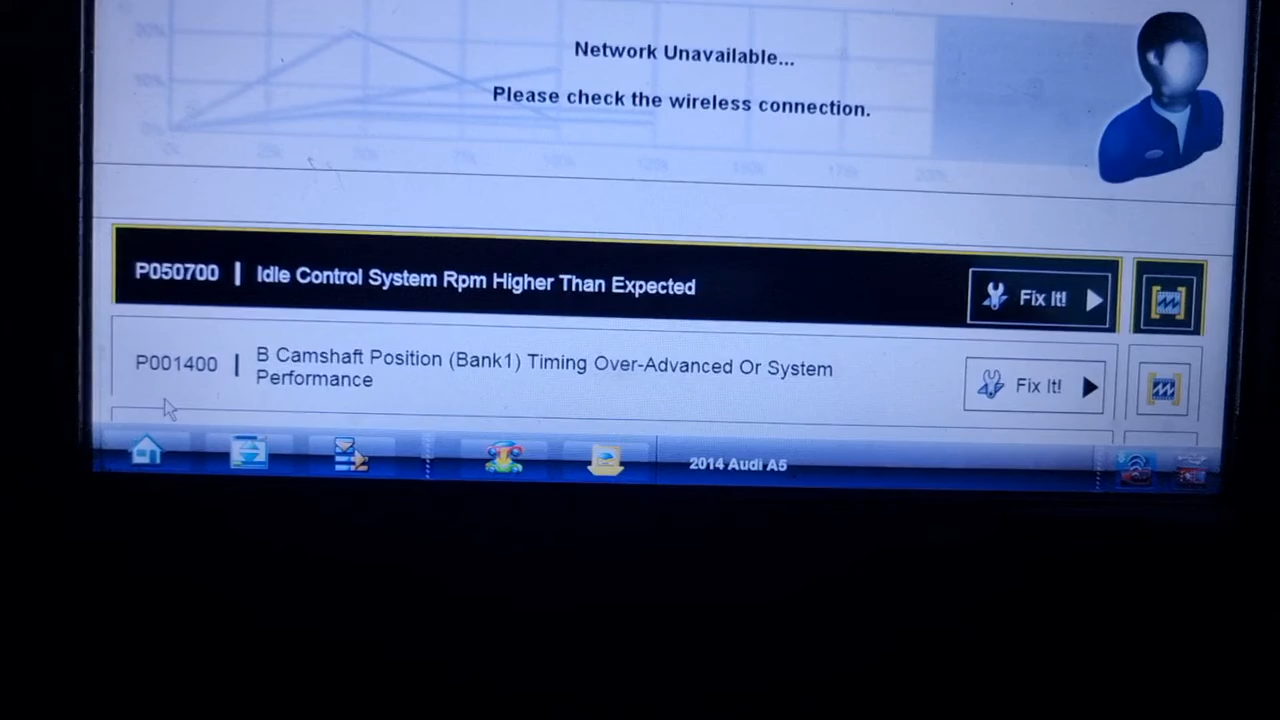 Network Unavailable...
Please check the wireless connection.
P050700 | Idle Control System Rpm Higher Than Expected
Fix It!
P001400 | B Camshaft Position (Bank1) Timing Over-Advanced Or System
Performance
Fix It!
2014 Audi A5